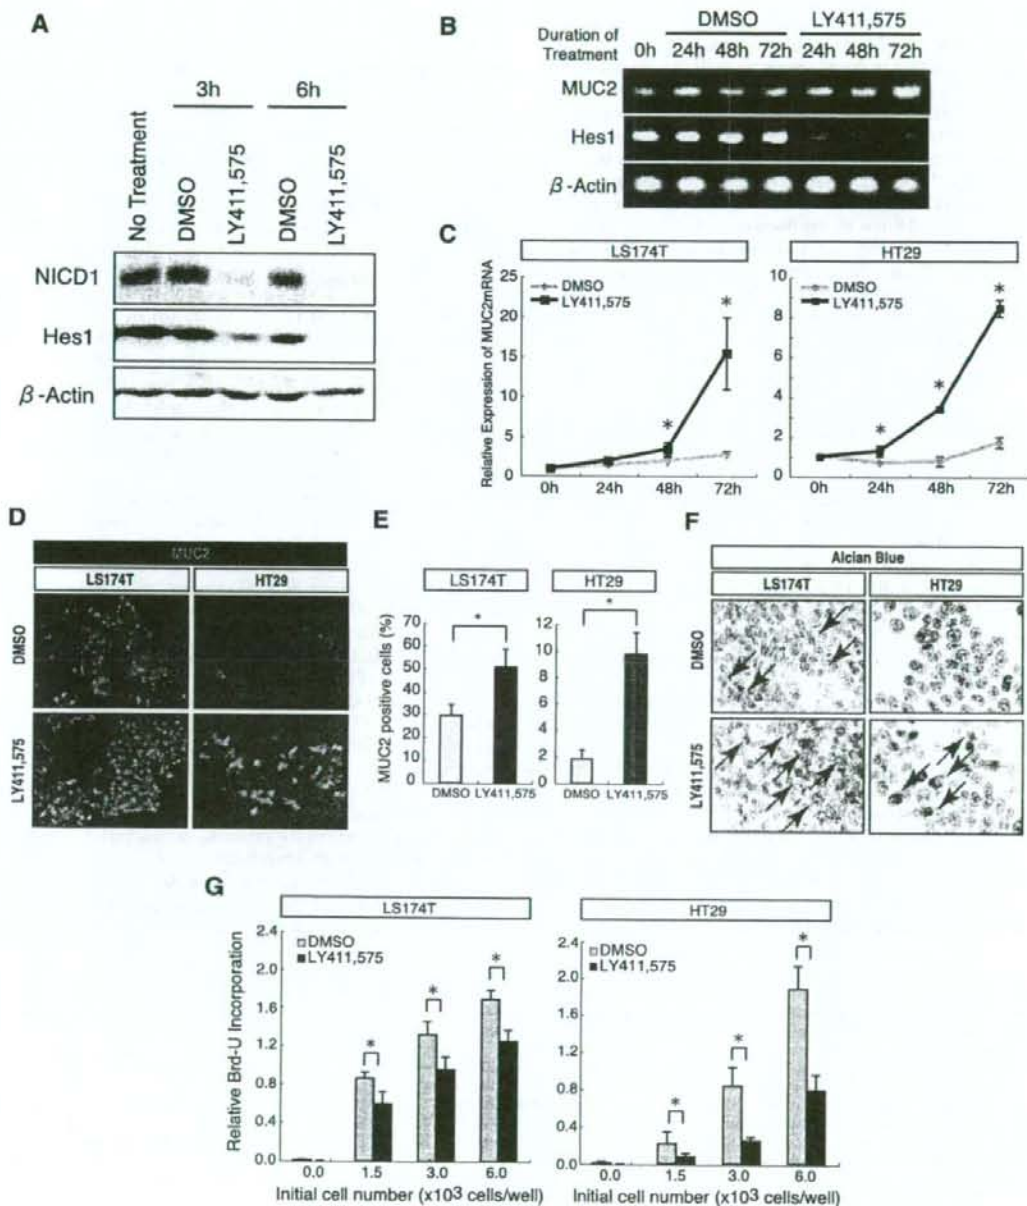 A
3h 6h
No Treatment
DMSO
LY411,575
DMSO
LY411,575
NICD1
Hes1
β-Actin
B
DMSO LY411,575
Duration of Treatment 0h 24h 48h 72h 24h 48h 72h
MUC2
Hes1
β-Actin
C
LS174T
Relative Expression of MUC2mRNA
25
20
15
10
5
0
DMSO
LY411,575
*
*
0h 24h 48h 72h
HT29
10
8
6
4
2
0
DMSO
LY411,575
*
*
*
0h 24h 48h 72h
D
MUC2
LS174T HT29
DMSO
LY411,575
E
LS174T HT29
MUC2 positive cells (%)
70
60
50
40
30
20
10
0
*
DMSO LY411,575
12
10
8
6
4
2
0
*
DMSO LY411,575
F
Alcian Blue
LS174T HT29
DMSO
LY411,575
G
LS174T
Relative Brd-U Incorporation
2.4
2.0
1.6
1.2
0.8
0.4
0.0
DMSO
LY411,575
*
*
*
0.0 1.5 3.0 6.0
Initial cell number (x10³ cells/well)
HT29
2.4
2.0
1.6
1.2
0.8
0.4
0.0
DMSO
LY411,575
*
*
*
0.0 1.5 3.0 6.0
Initial cell number (x10³ cells/well)